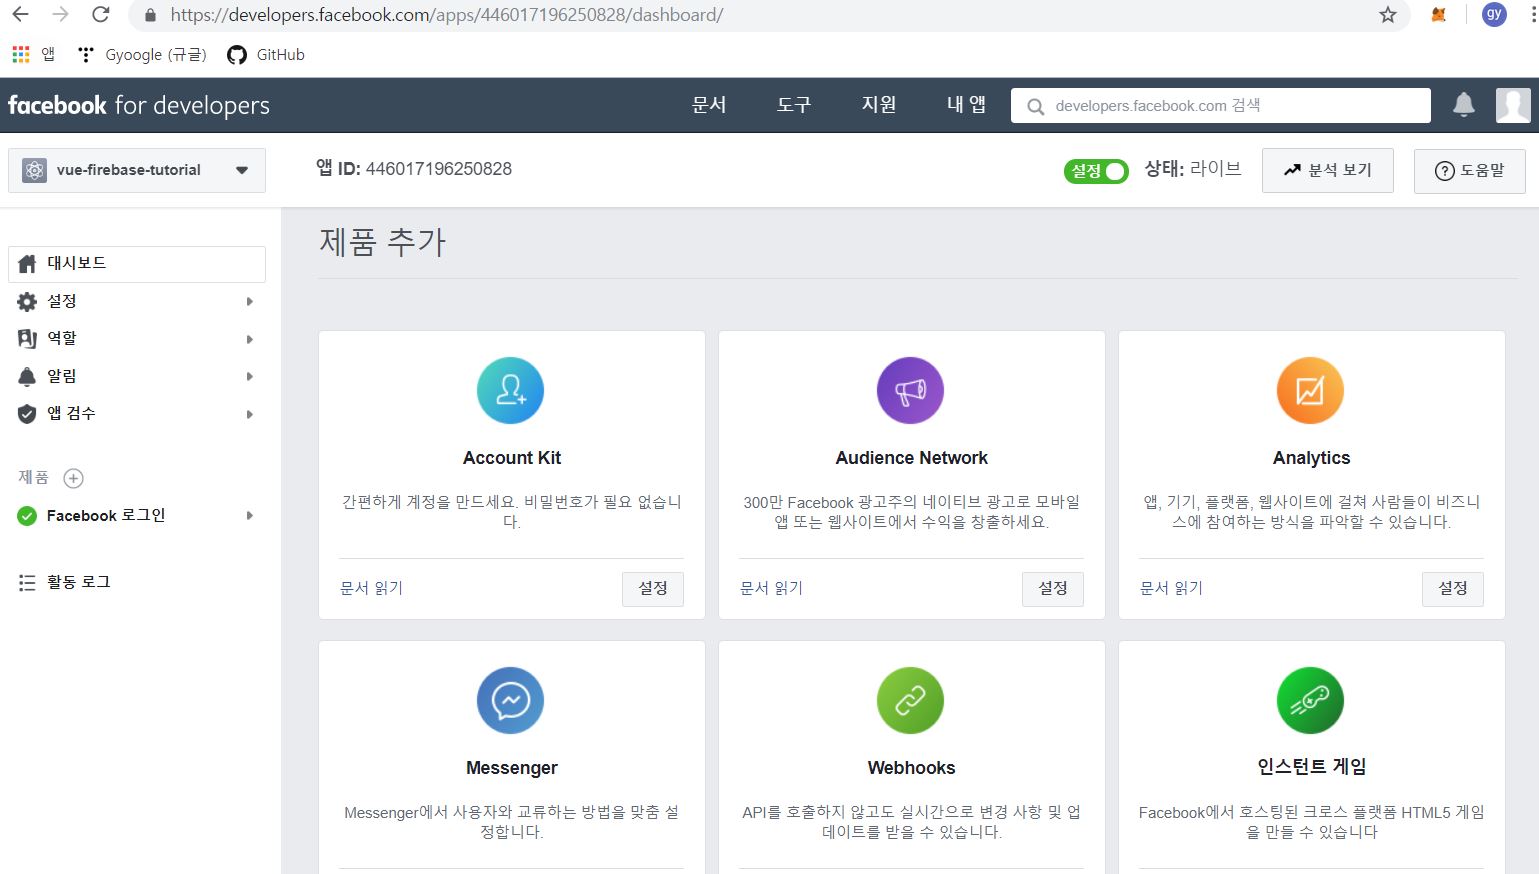 https://developers.facebook.com/apps/446017196250828/dashboard/
gy
앱 Gyoogle (규글) GitHub
facebook for developers 문서 도구 지원 내 앱 developers.facebook.com 검색
vue-firebase-tutorial 앱 ID: 446017196250828 설정 상태: 라이브 분석 보기 도움말
제품 추가
대시보드
설정
역할
알림
앱 검수
제품
Facebook 로그인
활동 로그
Account Kit
간편하게 계정을 만드세요. 비밀번호가 필요 없습니
다.
문서 읽기 설정
Audience Network
300만 Facebook 광고주의 네이티브 광고로 모바일
앱 또는 웹사이트에서 수익을 창출하세요.
문서 읽기 설정
Analytics
앱, 기기, 플랫폼, 웹사이트에 걸쳐 사람들이 비즈니
스에 참여하는 방식을 파악할 수 있습니다.
문서 읽기 설정
Messenger
Messenger에서 사용자와 교류하는 방법을 맞춤 설
정합니다.
Webhooks
API를 호출하지 않고도 실시간으로 변경 사항 및 업
데이트를 받을 수 있습니다.
인스턴트 게임
Facebook에서 호스팅된 크로스 플랫폼 HTML5 게임
을 만들 수 있습니다